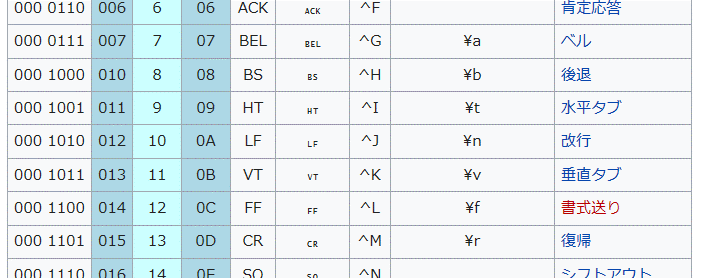 000 0110 006 6 06 ACK ACK ^F 肯定応答
000 0111 007 7 07 BEL BEL ^G ¥a ベル
000 1000 010 8 08 BS BS ^H ¥b 後退
000 1001 011 9 09 HT HT ^I ¥t 水平タブ
000 1010 012 10 0A LF LF ^J ¥n 改行
000 1011 013 11 0B VT VT ^K ¥v 垂直タブ
000 1100 014 12 0C FF FF ^L ¥f 書式送り
000 1101 015 13 0D CR CR ^M ¥r 復帰
000 1110 016 14 0E SO SO ^N シフトアウト